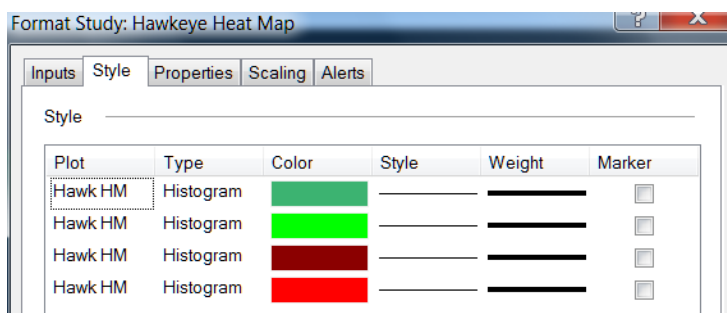 Format Study: Hawkeye Heat Map
?
X
Inputs Style Properties Scaling Alerts
Style
Plot Type Color Style Weight Marker
Hawk HM Histogram
Hawk HM Histogram
Hawk HM Histogram
Hawk HM Histogram